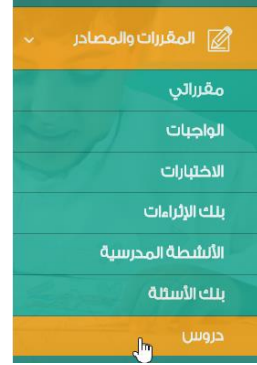 المقررات والمصادر
مقرراتي
الواجبات
الاختبارات
بنك الإثراءات
الأنشطة المدرسية
بنك الأسئلة
دروس